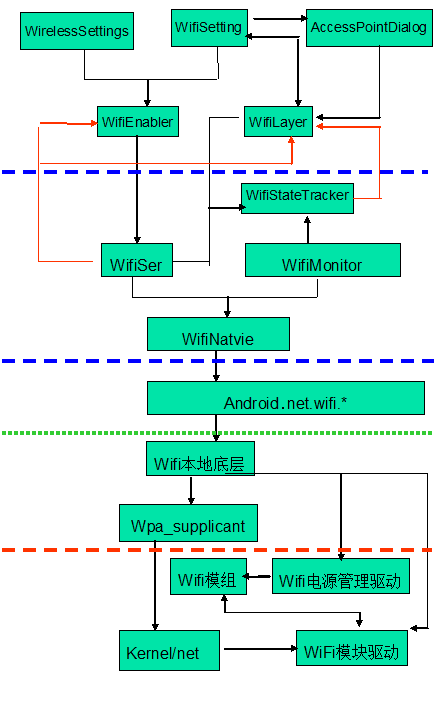 WirelessSettings
WifiSetting
AccessPointDialog
WifiEnabler
WifiLayer
WifiStateTracker
WifiSer
WifiMonitor
WifiNatvie
Android.net.wifi.*
Wifi本地底层
Wpa_supplicant
Wifi模组
Wifi电源管理驱动
Kernel/net
WiFi模块驱动